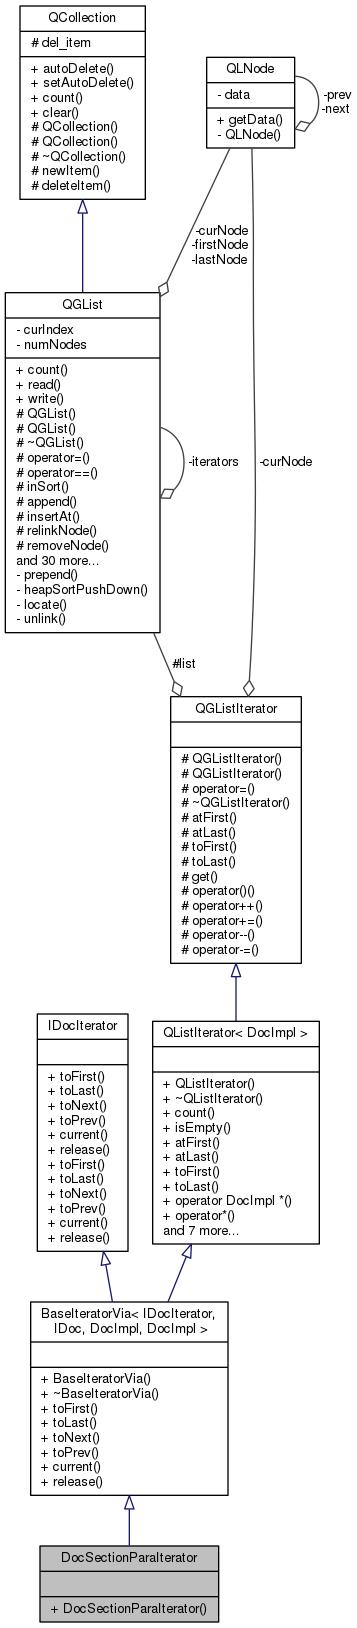 QCollection
# del_item
+ autoDelete()
+ setAutoDelete()
+ count()
+ clear()
# QCollection()
# QCollection()
# ~QCollection()
# newItem()
# deleteItem()
QLNode
- data
+ getData()
- QLNode()
-prev
-next
-curNode
-firstNode
-lastNode
QGList
- curIndex
- numNodes
+ count()
+ read()
+ write()
# QGList()
# QGList()
# ~QGList()
# operator=()
# operator==()
# inSort()
# append()
# insertAt()
# relinkNode()
# removeNode()
and 30 more...
- prepend()
- heapSortPushDown()
- locate()
- unlink()
-iterators
-curNode
#list
QGListIterator
# QGListIterator()
# QGListIterator()
# operator=()
# ~QGListIterator()
# atFirst()
# atLast()
# toFirst()
# toLast()
# get()
# operator()()
# operator++()
# operator+=()
# operator--()
# operator-=()
IDocIterator
+ toFirst()
+ toLast()
+ toNext()
+ toPrev()
+ current()
+ release()
+ toFirst()
+ toLast()
+ toNext()
+ toPrev()
+ current()
+ release()
QListIterator< DocImpl >
+ QListIterator()
+ ~QListIterator()
+ count()
+ isEmpty()
+ atFirst()
+ atLast()
+ toFirst()
+ toLast()
+ operator DocImpl *()
+ operator*()
and 7 more...
BaseIteratorVia< IDocIterator,
IDoc, DocImpl, DocImpl >
+ BaseIteratorVia()
+ ~BaseIteratorVia()
+ toFirst()
+ toLast()
+ toNext()
+ toPrev()
+ current()
+ release()
DocSectionParaIterator
+ DocSectionParaIterator()